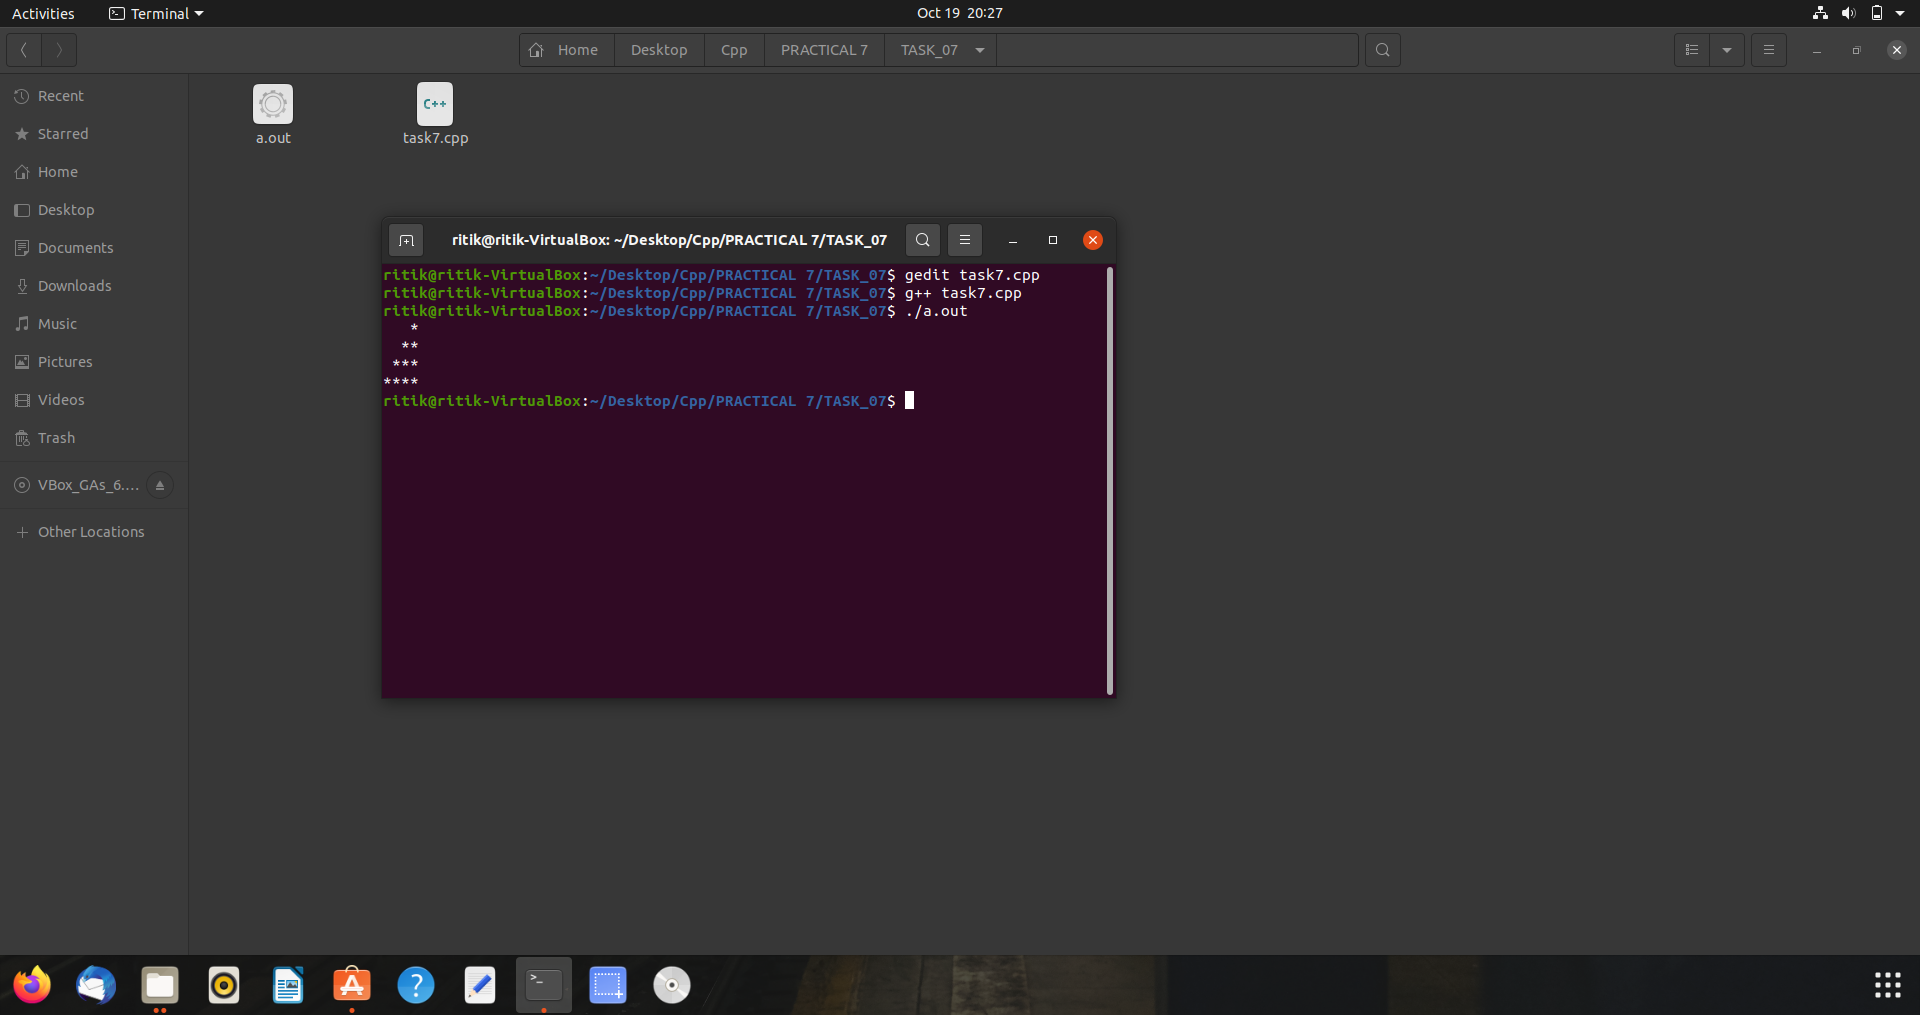 Activities
Terminal
Oct 19 20:27
Home
Desktop
Cpp
PRACTICAL 7
TASK_07
Recent
Starred
Home
Desktop
Documents
Downloads
Music
Pictures
Videos
Trash
VBox_GAs_6....
Other Locations
a.out
C++
task7.cpp
ritik@ritik-VirtualBox: ~/Desktop/Cpp/PRACTICAL 7/TASK_07
ritik@ritik-VirtualBox:~/Desktop/Cpp/PRACTICAL 7/TASK_07$ gedit task7.cpp
ritik@ritik-VirtualBox:~/Desktop/Cpp/PRACTICAL 7/TASK_07$ g++ task7.cpp
ritik@ritik-VirtualBox:~/Desktop/Cpp/PRACTICAL 7/TASK_07$ ./a.out
   *
  **
 ***
****
ritik@ritik-VirtualBox:~/Desktop/Cpp/PRACTICAL 7/TASK_07$